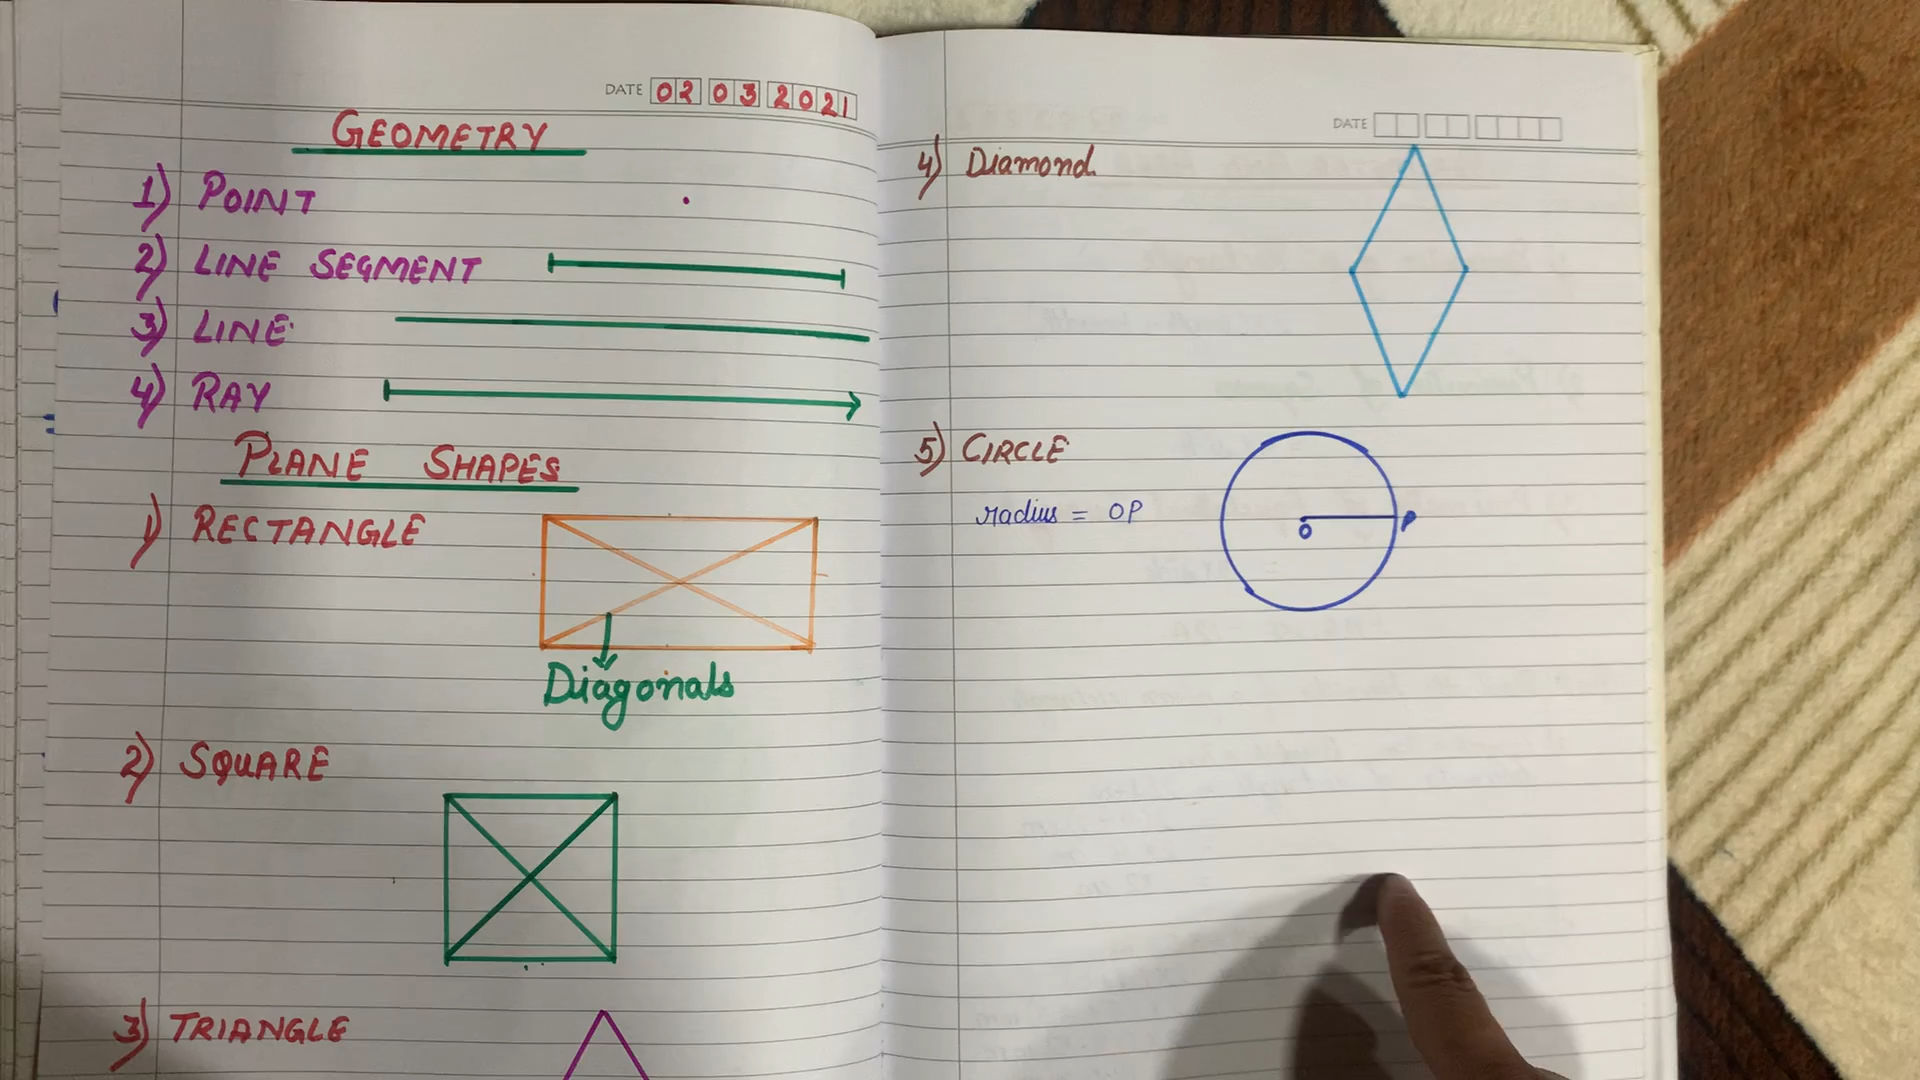 DATE 02 03 2021
GEOMETRY
1) POINT
2) LINE SEGMENT
3) LINE
4) RAY
PLANE SHAPES
1) RECTANGLE
Diagonals
2) SQUARE
3) TRIANGLE
DATE
4) Diamond
5) CIRCLE
radius = OP
O P